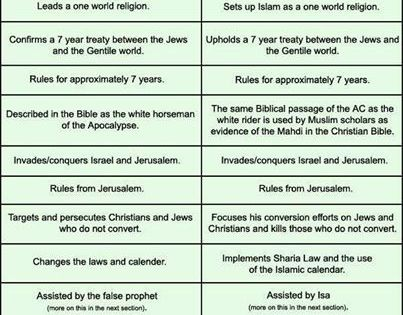 Leads a one world religion.
Sets up Islam as a one world religion.
Confirms a 7 year treaty between the Jews
and the Gentile world.
Upholds a 7 year treaty between the Jews and
the Gentile world.
Rules for approximately 7 years.
Rules for approximately 7 years.
Described in the Bible as the white horseman
of the Apocalypse.
The same Biblical passage of the AC as the
white rider is used by Muslim scholars as
evidence of the Mahdi in the Christian Bible.
Invades/conquers Israel and Jerusalem.
Invades/conquers Israel and Jerusalem.
Rules from Jerusalem.
Rules from Jerusalem.
Targets and persecutes Christians and Jews
who do not convert.
Focuses his conversion efforts on Jews and
Christians and kills those who do not convert.
Changes the laws and calender.
Implements Sharia Law and the use
of the Islamic calendar.
Assisted by the false prophet
(more on this in the next section).
Assisted by Isa
(more on this in the next section).